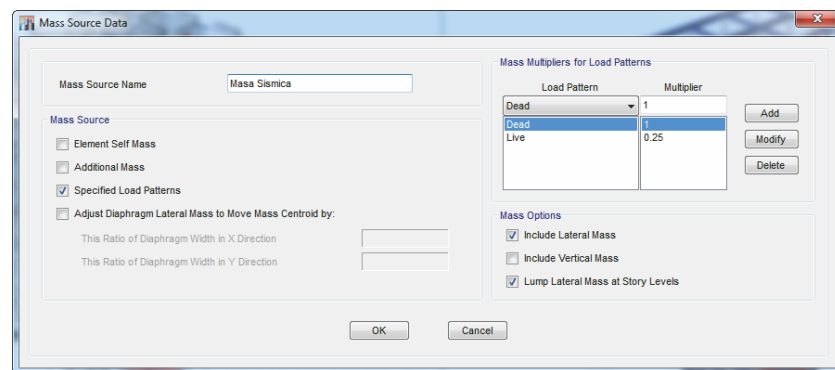 Mass Source Data
Mass Source Name
Masa Sismica
Mass Source
Element Self Mass
Additional Mass
Specified Load Patterns
Adjust Diaphragm Lateral Mass to Move Mass Centroid by:
This Ratio of Diaphragm Width in X Direction
This Ratio of Diaphragm Width in Y Direction
Mass Multipliers for Load Patterns
Load Pattern Multiplier
Dead 1
Dead 1
Live 0.25
Add
Modify
Delete
Mass Options
Include Lateral Mass
Include Vertical Mass
Lump Lateral Mass at Story Levels
OK Cancel